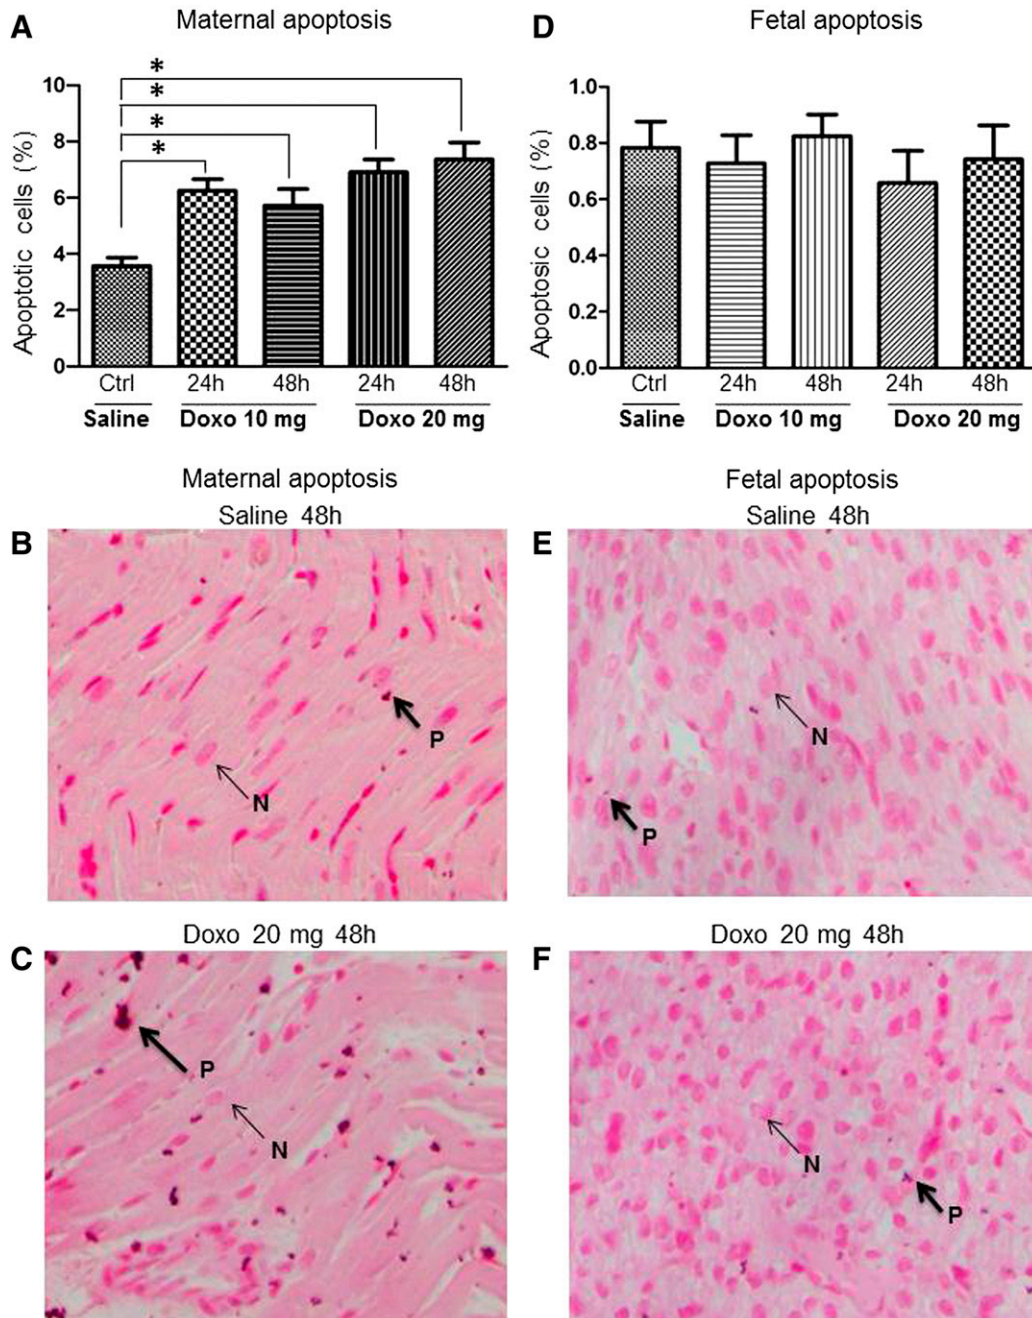 A
Maternal apoptosis
Apoptotic cells (%)
10
8
6
4
2
0
*
*
*
*
Ctrl 24h 48h 24h 48h
Saline Doxo 10 mg Doxo 20 mg
D
Fetal apoptosis
Apoptosic cells (%)
1.0
0.8
0.6
0.4
0.2
0.0
Ctrl 24h 48h 24h 48h
Saline Doxo 10 mg Doxo 20 mg
Maternal apoptosis
Saline 48h
B
P
N
Doxo 20 mg 48h
C
P
N
Fetal apoptosis
Saline 48h
E
N
P
Doxo 20 mg 48h
F
N
P